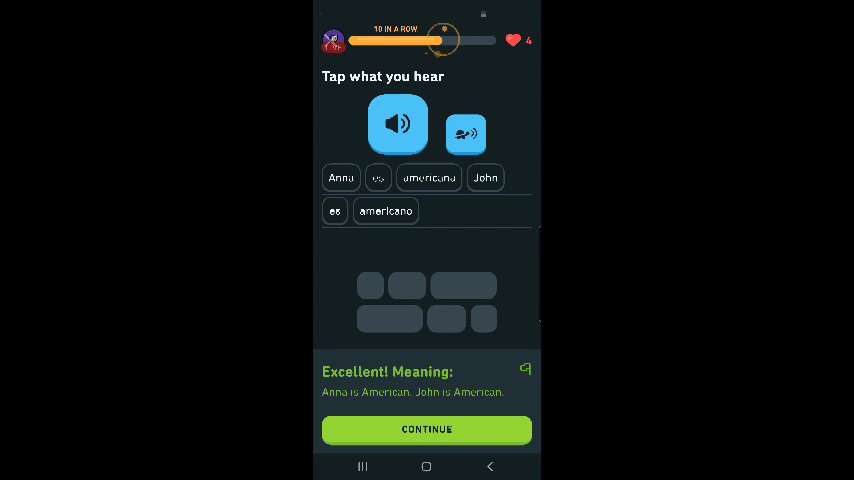 10 IN A ROW
4
Tap what you hear
Anna es americana John
es americano
Excellent! Meaning:
Anna is American. John is American.
CONTINUE